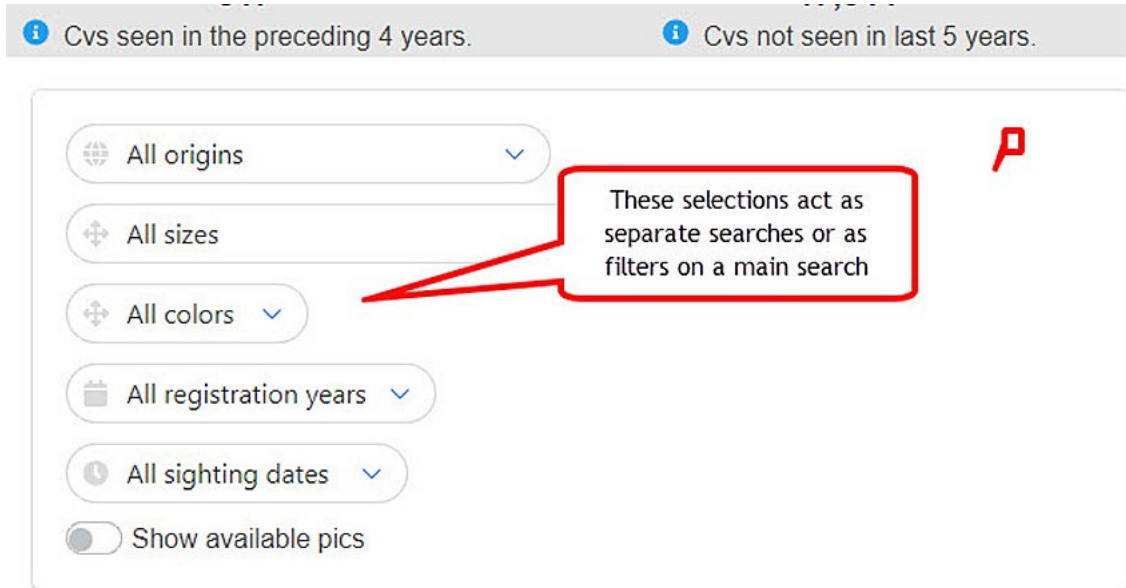 Cvs seen in the preceding 4 years.
Cvs not seen in last 5 years.
All origins
These selections act as
separate searches or as
filters on a main search
All sizes
All colors
All registration years
All sighting dates
Show available pics